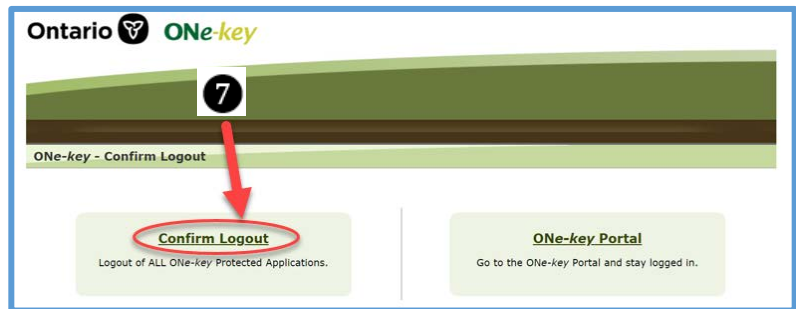 Ontario ONe-key
7
ONe-key - Confirm Logout
Confirm Logout
Logout of ALL ONe-key Protected Applications.
ONe-key Portal
Go to the ONe-key Portal and stay logged in.